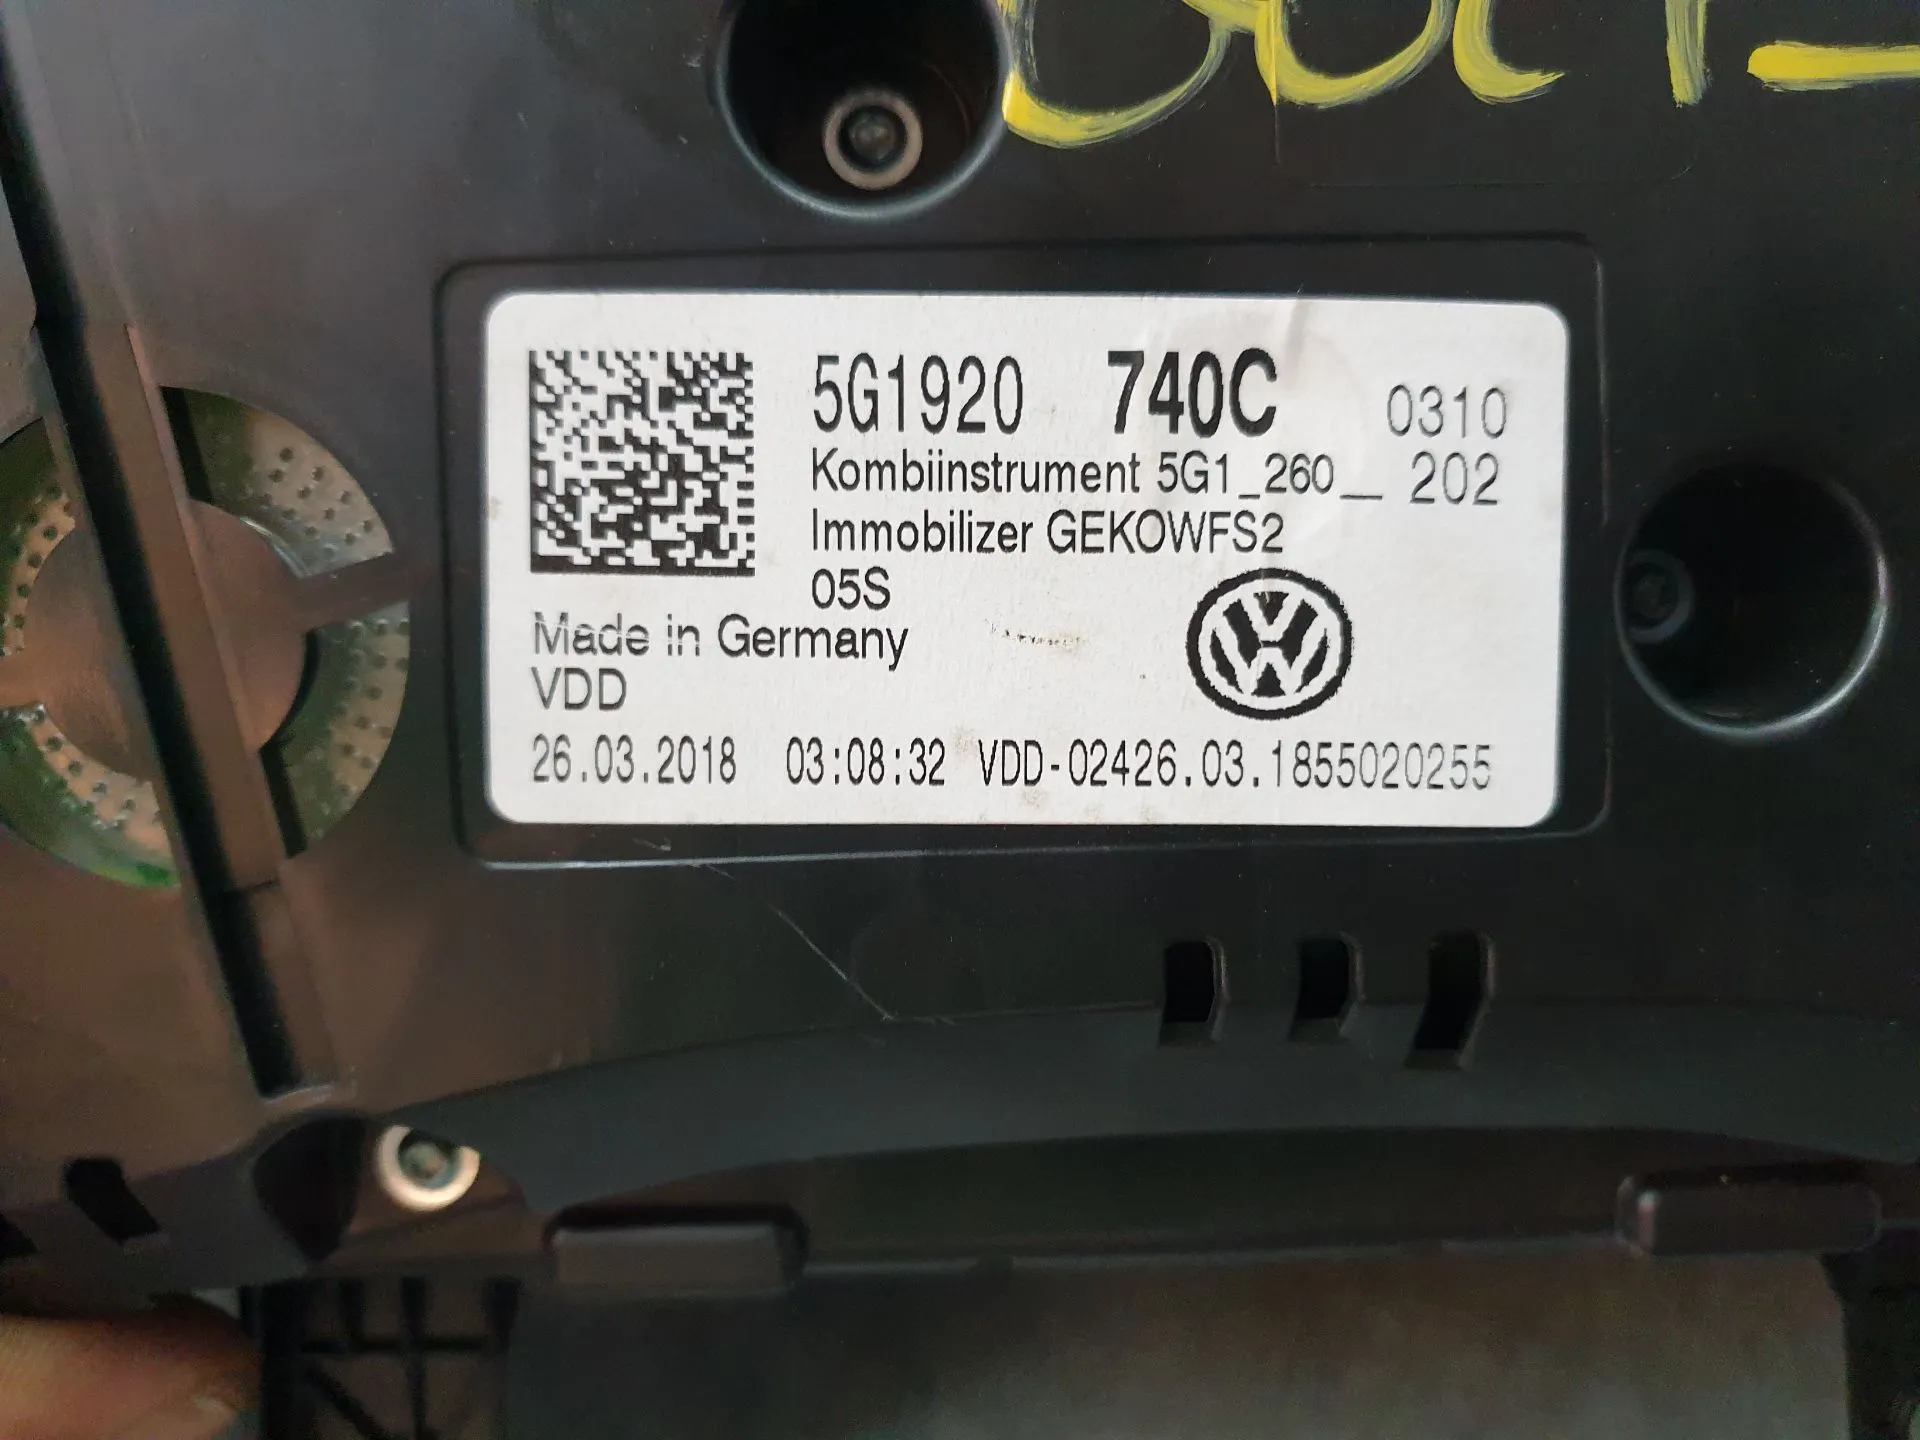 5G1920 740C 0310
Kombiinstrument 5G1_260__ 202
Immobilizer GEKOWFS2
05S
Made in Germany
VDD
26.03.2018 03:08:32 VDD-02426.03.1855020255